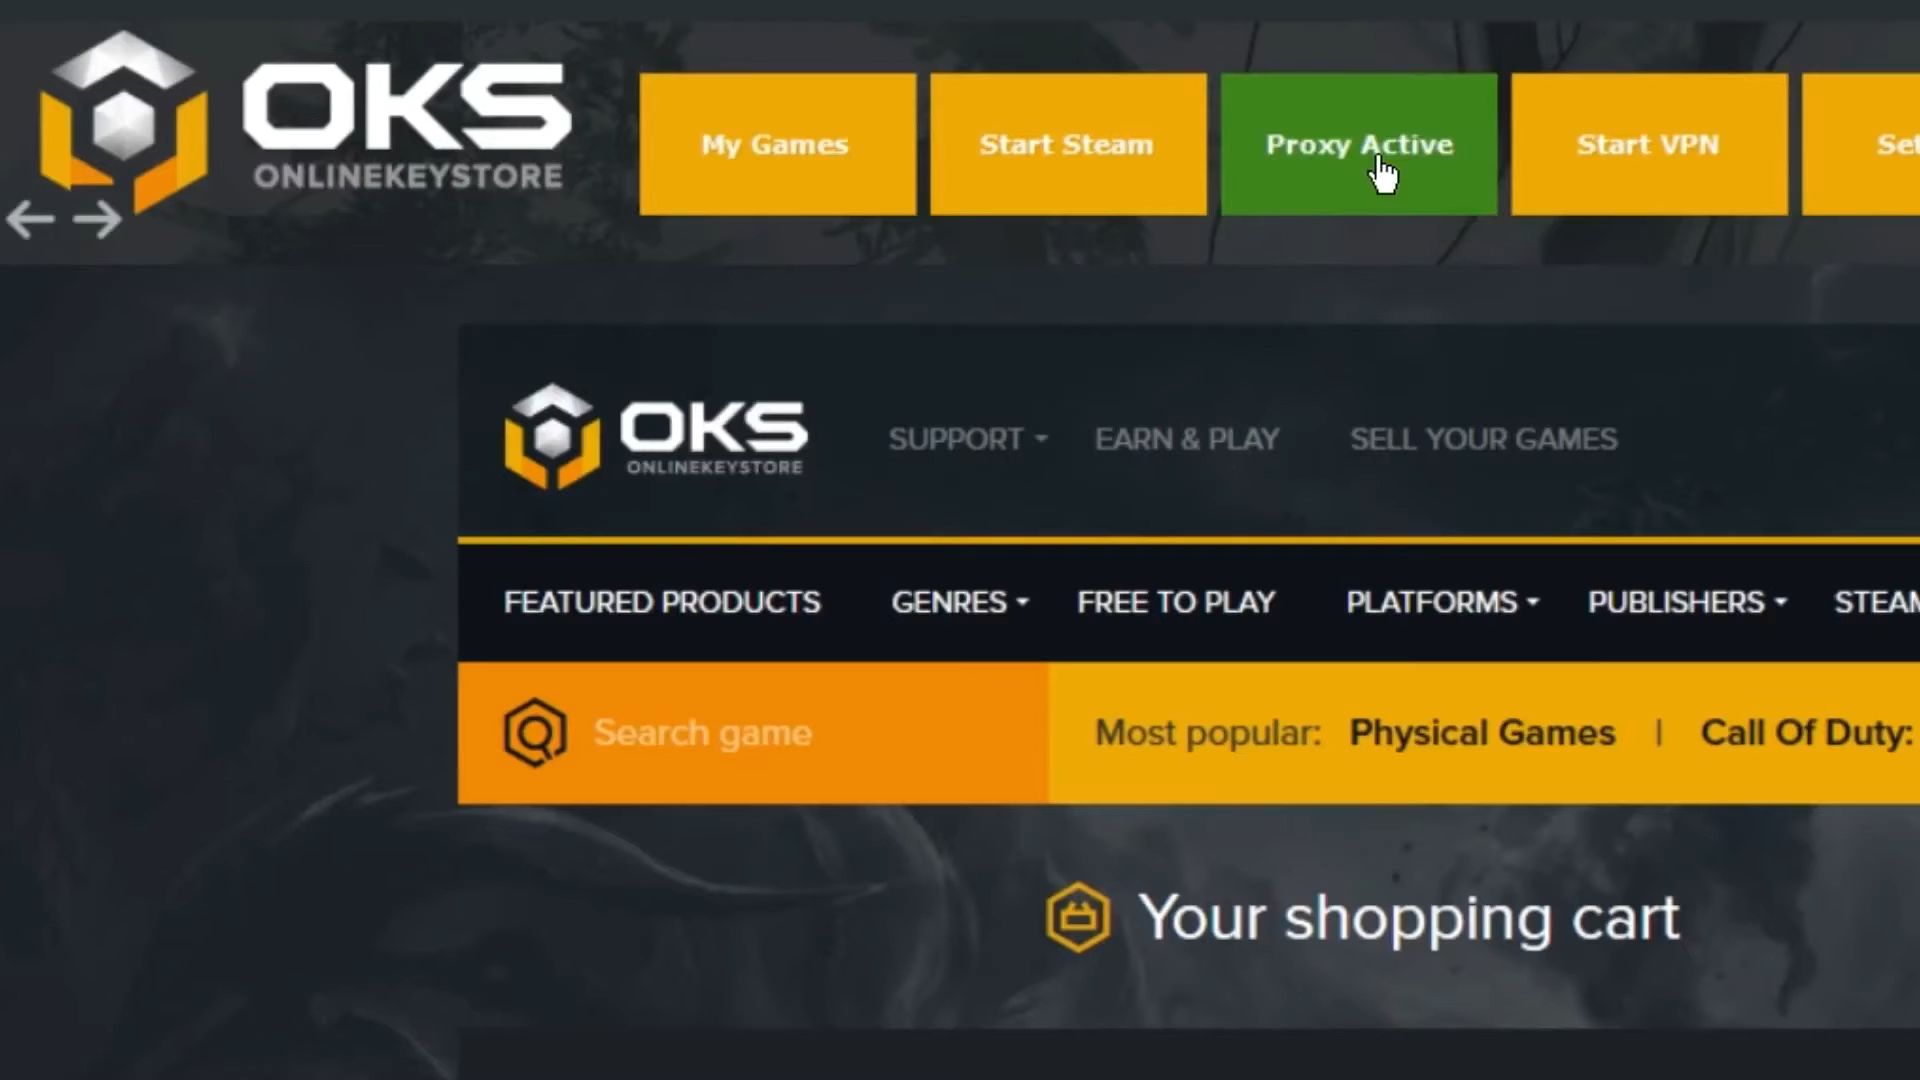 OKS
ONLINEKEYSTORE
My Games
Start Steam
Proxy Active
Start VPN
OKS
ONLINEKEYSTORE
SUPPORT
EARN & PLAY
SELL YOUR GAMES
FEATURED PRODUCTS
GENRES
FREE TO PLAY
PLATFORMS
PUBLISHERS
STEAM
Search game
Most popular: Physical Games | Call Of Duty:
Your shopping cart